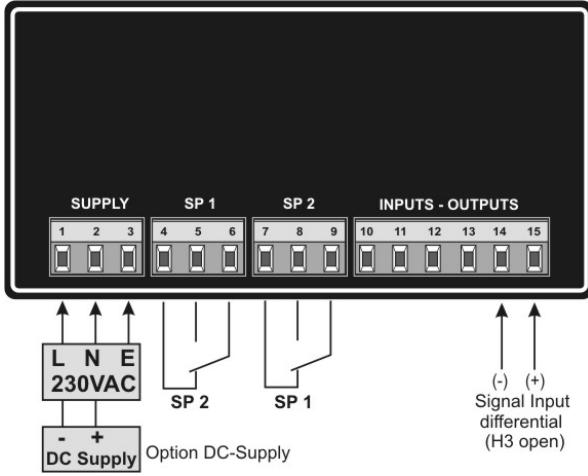 SUPPLY SP 1 SP 2 INPUTS - OUTPUTS
1 2 3 4 5 6 7 8 9 10 11 12 13 14 15
L N E
230VAC
SP 2 SP 1
(-) (+)
Signal Input
differential
(H3 open)
- +
DC Supply Option DC-Supply